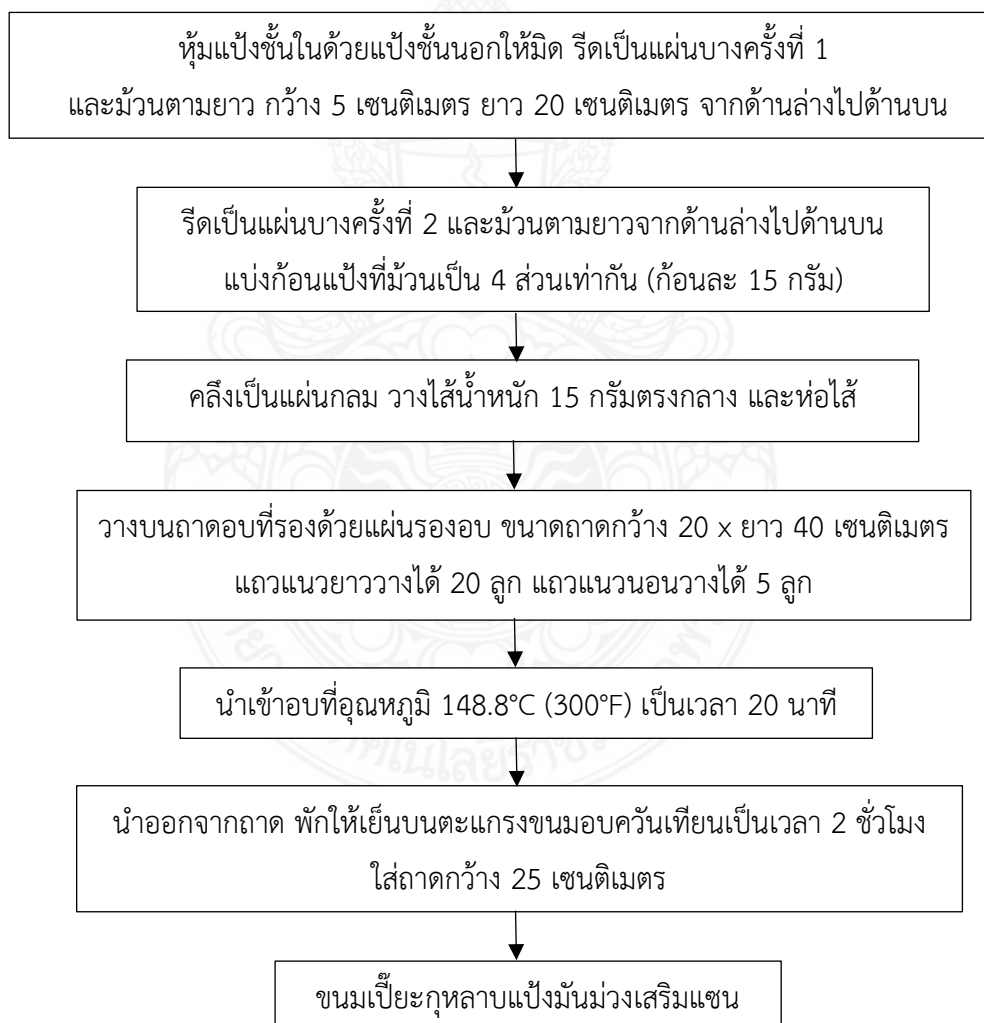 หุ้มแป้งชั้นในด้วยแป้งชั้นนอกให้มิด รีดเป็นแผ่นบางครั้งที่ 1
และม้วนตามยาว กว้าง 5 เซนติเมตร ยาว 20 เซนติเมตร จากด้านล่างไปด้านบน
รีดเป็นแผ่นบางครั้งที่ 2 และม้วนตามยาวจากด้านล่างไปด้านบน
แบ่งก้อนแป้งที่ม้วนเป็น 4 ส่วนเท่ากัน (ก้อนละ 15 กรัม)
คลึงเป็นแผ่นกลม วางไส้น้ำหนัก 15 กรัมตรงกลาง และห่อไส้
วางบนถาดอบที่รองด้วยแผ่นรองอบ ขนาดถาดกว้าง 20 x ยาว 40 เซนติเมตร
แถวแนวยาววางได้ 20 ลูก แถวแนวนอนวางได้ 5 ลูก
นำเข้าอบที่อุณหภูมิ 148.8°C (300°F) เป็นเวลา 20 นาที
นำออกจากถาด พักให้เย็นบนตะแกรงขนมอบควันเทียนเป็นเวลา 2 ชั่วโมง
ใส่ถาดกว้าง 25 เซนติเมตร
ขนมเปี๊ยะกุหลาบแป้งมันม่วงเสริมแซน